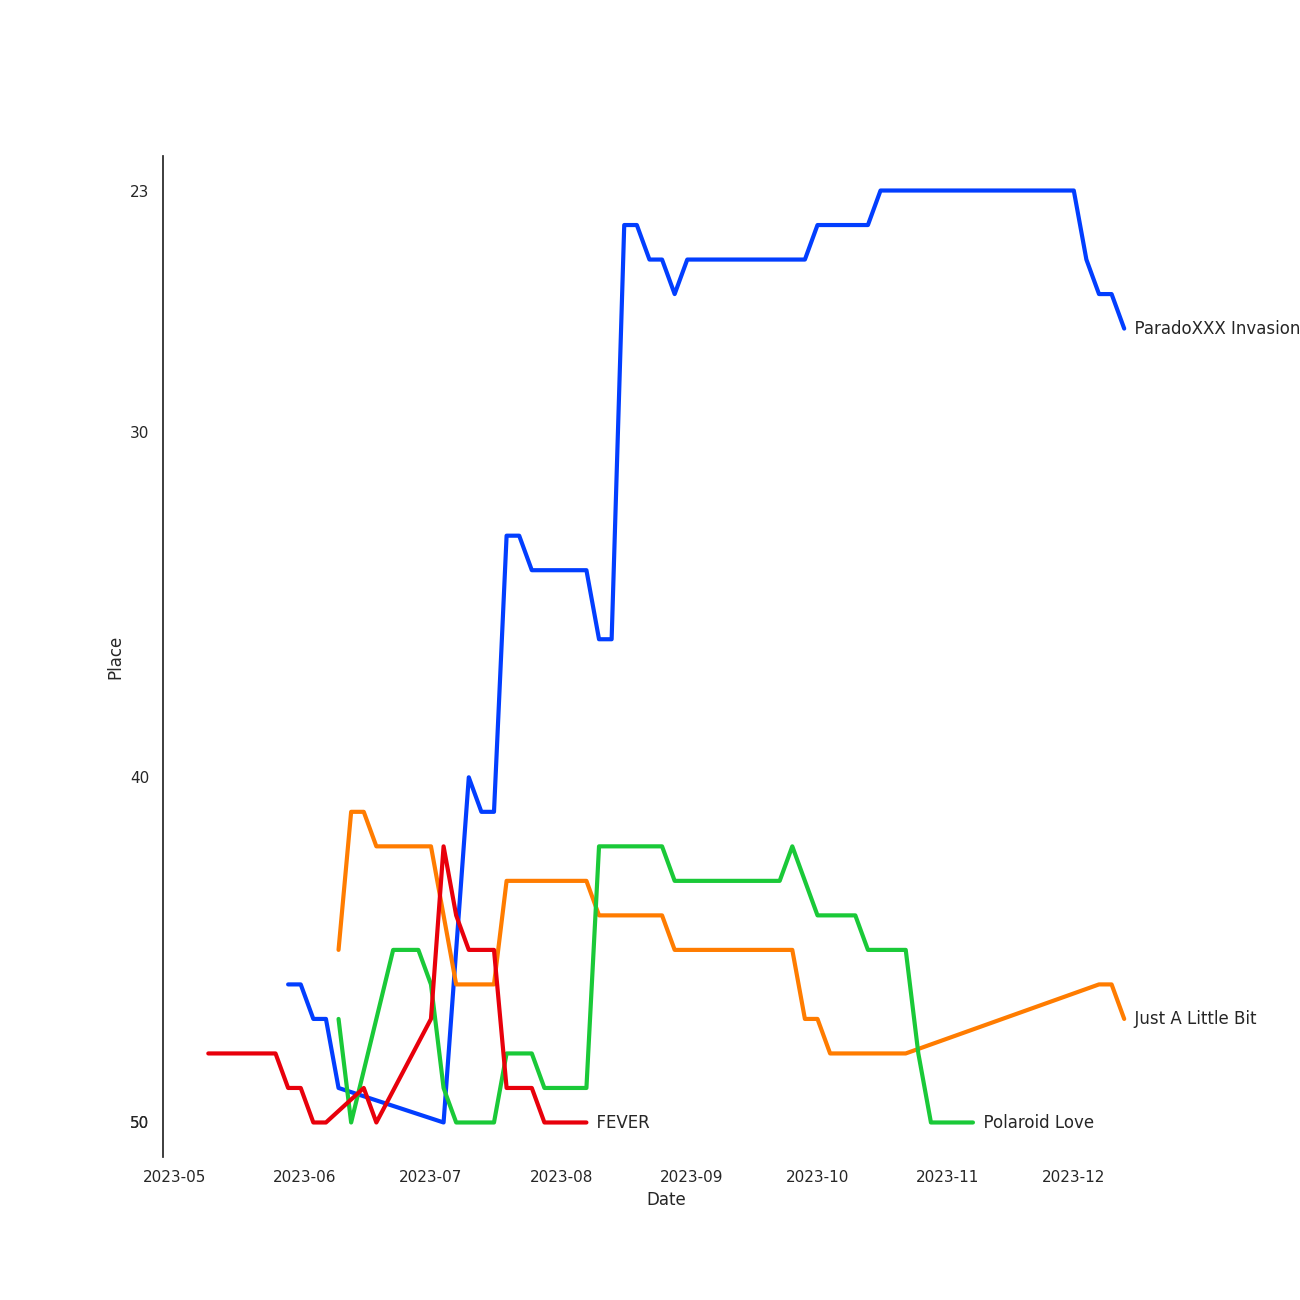 23
30
40
50
Place
ParadoXXX Invasion
Just A Little Bit
FEVER
Polaroid Love
2023-05 2023-06 2023-07 2023-08 2023-09 2023-10 2023-11 2023-12
Date